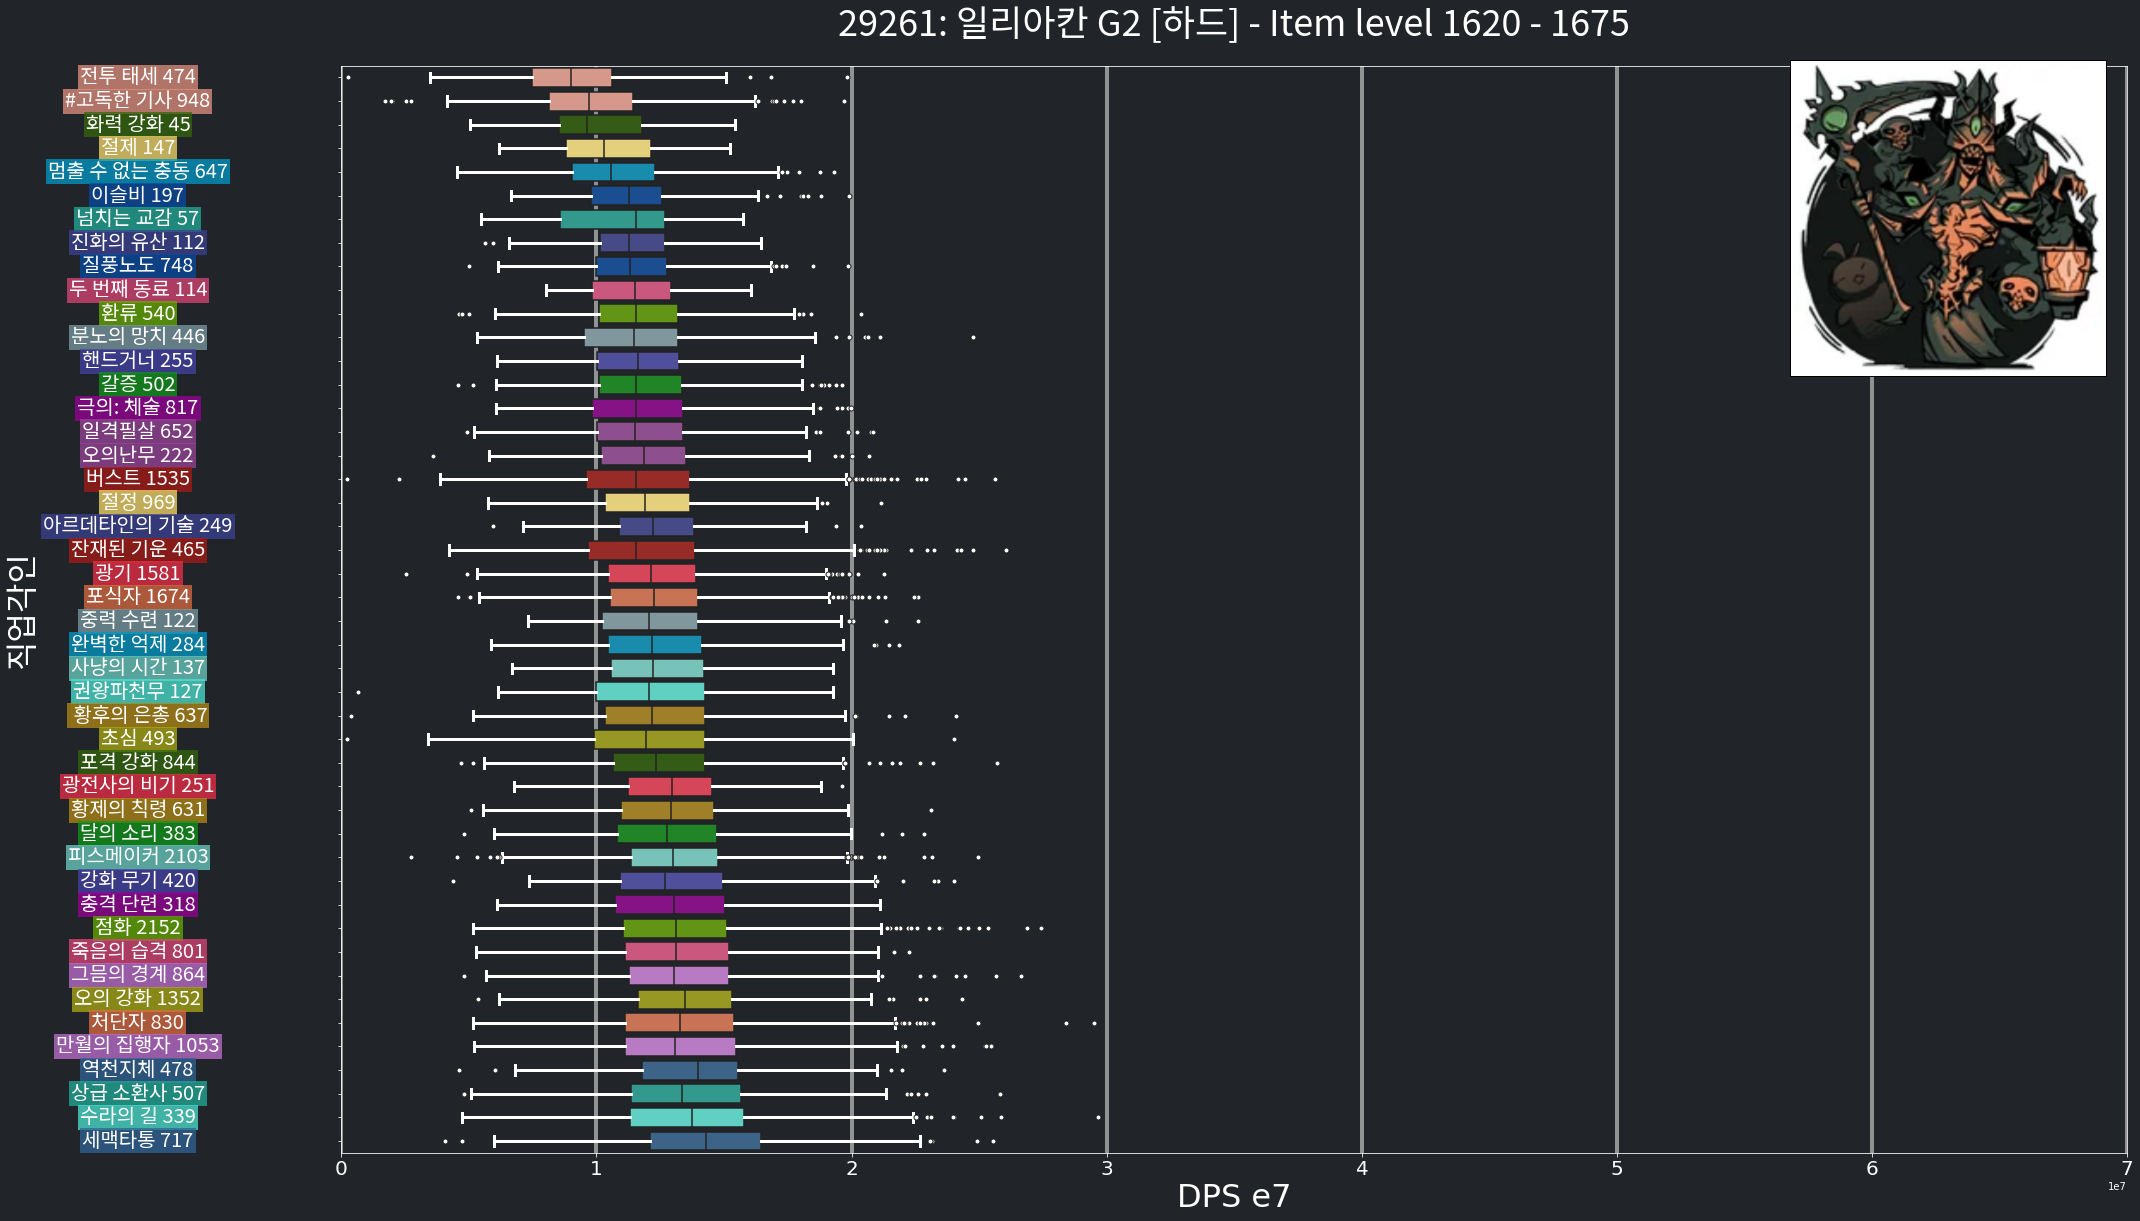 29261: 일리아칸 G2 [하드] - Item level 1620 - 1675
전투 태세 474
#고독한 기사 948
화력 강화 45
절제 147
멈출 수 없는 충동 647
이슬비 197
넘치는 교감 57
진화의 유산 112
질풍노도 748
두 번째 동료 114
환류 540
분노의 망치 446
핸드거너 255
갈증 502
극의: 체술 817
일격필살 652
오의난무 222
버스트 1535
절정 969
아르데타인의 기술 249
잔재된 기운 465
광기 1581
포식자 1674
중력 수련 122
완벽한 억제 284
사냥의 시간 137
권왕파천무 127
황후의 은총 637
초심 493
포격 강화 844
광전사의 비기 251
황제의 칙령 631
달의 소리 383
피스메이커 2103
강화 무기 420
충격 단련 318
점화 2152
죽음의 습격 801
그믐의 경계 864
오의 강화 1352
처단자 830
만월의 집행자 1053
역천지체 478
상급 소환사 507
수라의 길 339
세맥타통 717
직업각인
0 1 2 3 4 5 6 7
1e7
DPS e7